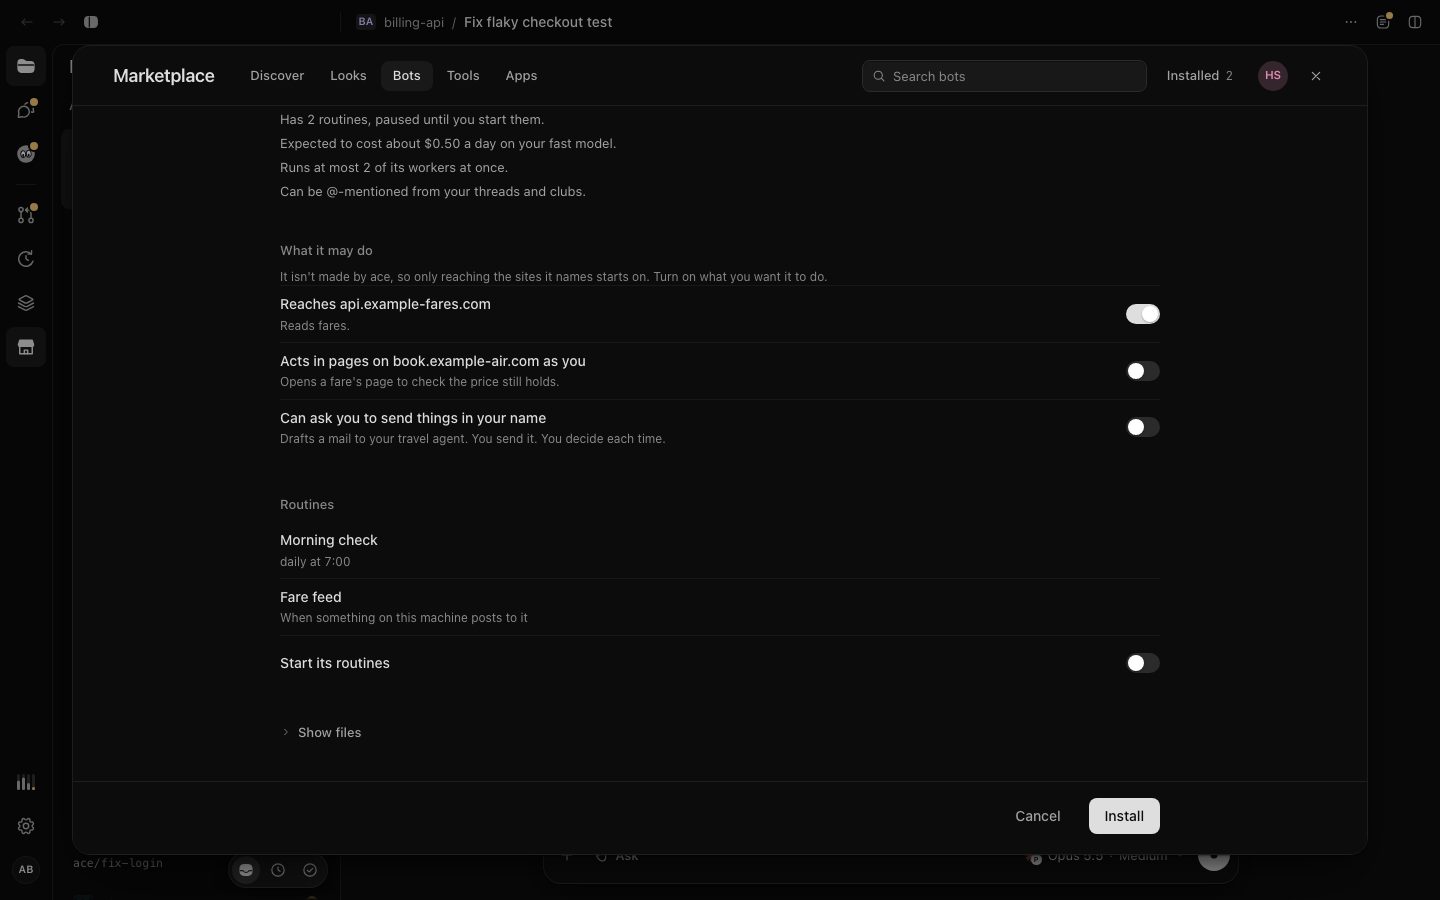 BA billing-api / Fix flaky checkout test
Marketplace Discover Looks Bots Tools Apps Search bots Installed 2 HS
Has 2 routines, paused until you start them.
Expected to cost about $0.50 a day on your fast model.
Runs at most 2 of its workers at once.
Can be @-mentioned from your threads and clubs.
What it may do
It isn't made by ace, so only reaching the sites it names starts on. Turn on what you want it to do.
Reaches api.example-fares.com
Reads fares.
Acts in pages on book.example-air.com as you
Opens a fare's page to check the price still holds.
Can ask you to send things in your name
Drafts a mail to your travel agent. You send it. You decide each time.
Routines
Morning check
daily at 7:00
Fare feed
When something on this machine posts to it
Start its routines
Show files
Cancel Install
ace/fix-login
Ask Opus 5.5 · Medium
AB